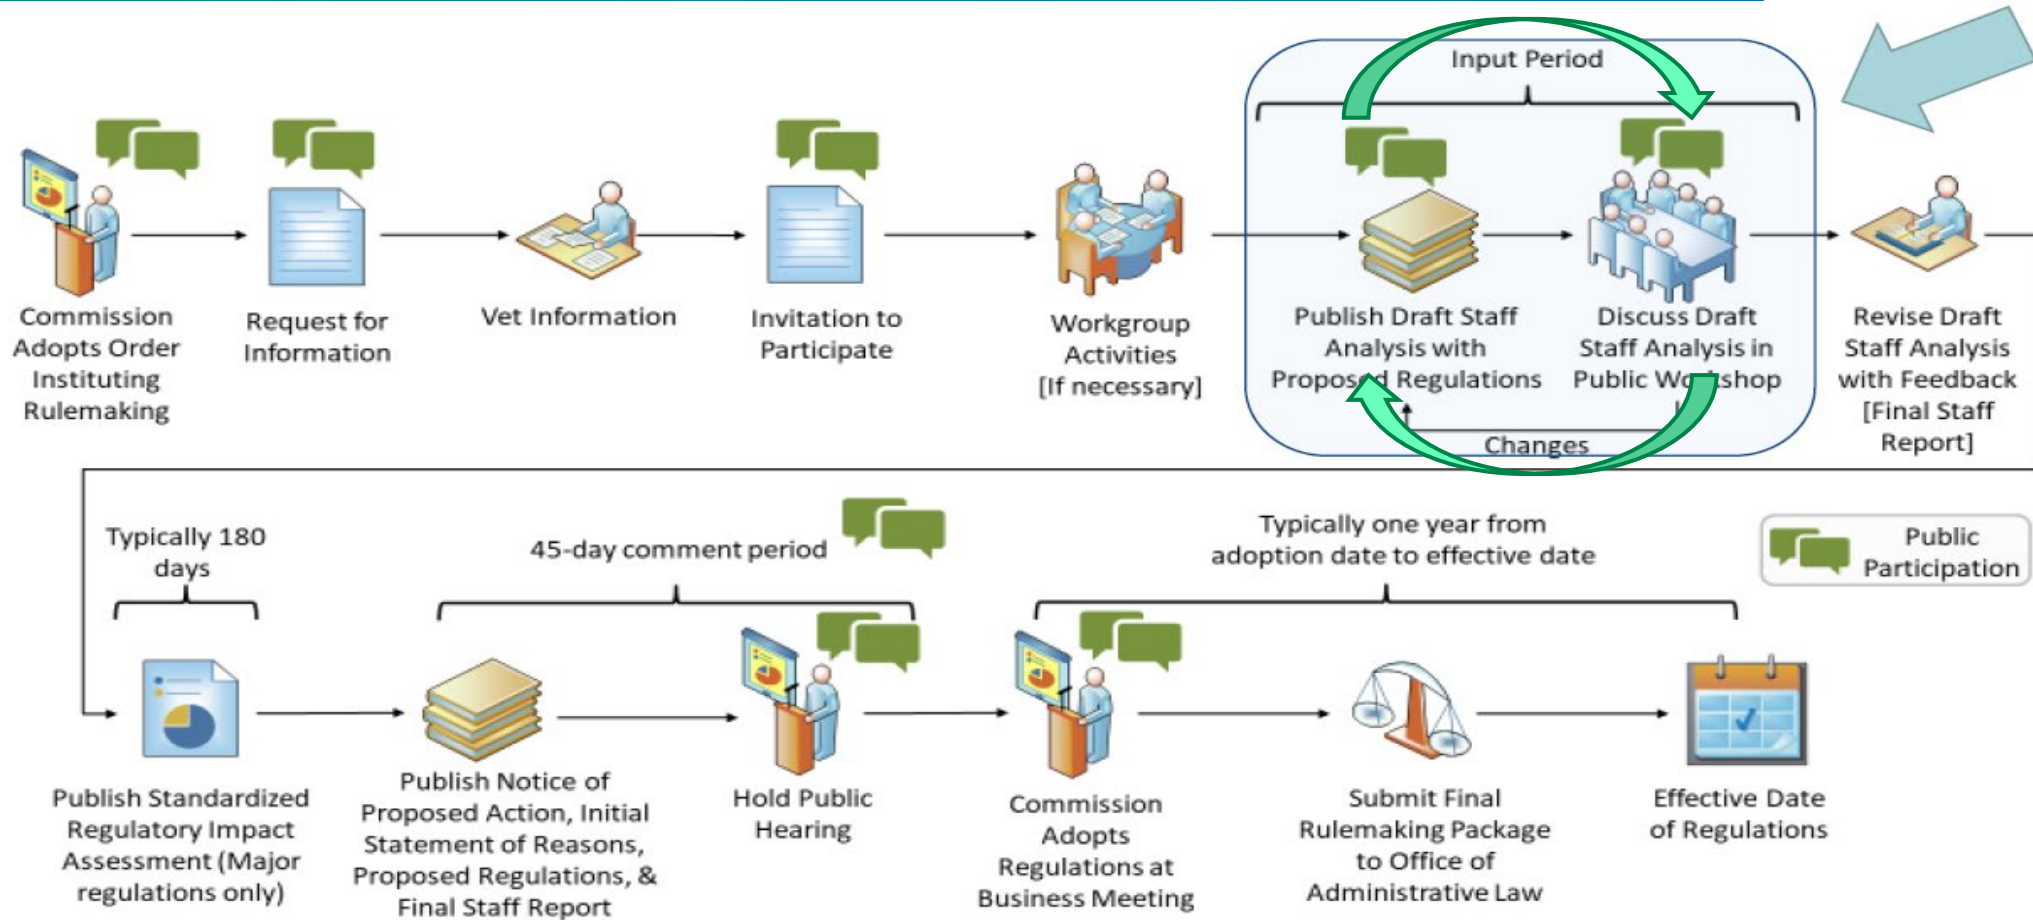 Input Period
Commission
Adopts Order
Instituting
Rulemaking
Request for
Information
Vet Information
Invitation to
Participate
Workgroup
Activities
[If necessary]
Publish Draft Staff
Analysis with
Proposed Regulations
Discuss Draft
Staff Analysis in
Public Workshop
Changes
Revise Draft
Staff Analysis
with Feedback
[Final Staff
Report]
Typically 180
days
45-day comment period
Typically one year from
adoption date to effective date
Public
Participation
Publish Standardized
Regulatory Impact
Assessment (Major
regulations only)
Publish Notice of
Proposed Action, Initial
Statement of Reasons,
Proposed Regulations, &
Final Staff Report
Hold Public
Hearing
Commission
Adopts
Regulations at
Business Meeting
Submit Final
Rulemaking Package
to Office of
Administrative Law
Effective Date
of Regulations